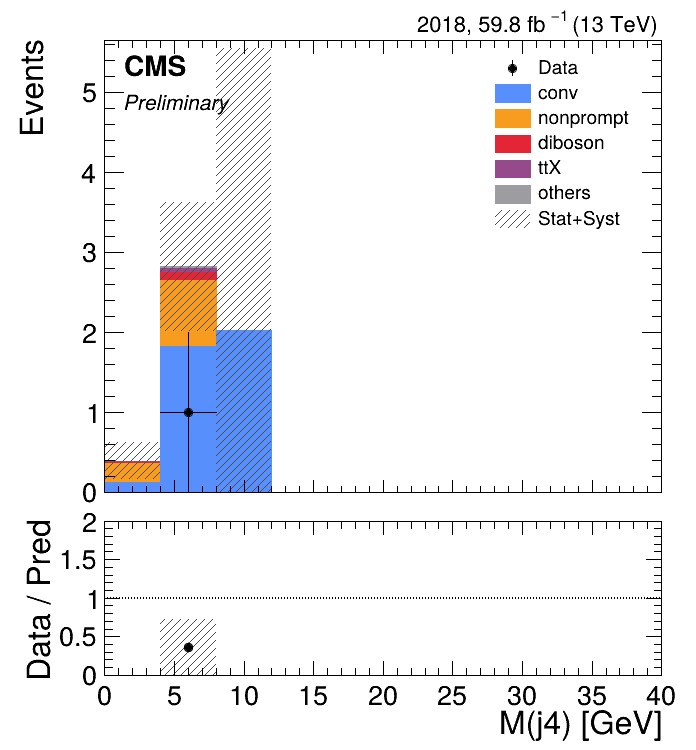 2018, 59.8 fb⁻¹ (13 TeV)
CMS
Preliminary
Events
Data
conv
nonprompt
diboson
ttX
others
Stat+Syst
5
4
3
2
1
0
Data / Pred
2
1.5
1
0.5
0
0 5 10 15 20 25 30 35 40
M(j4) [GeV]